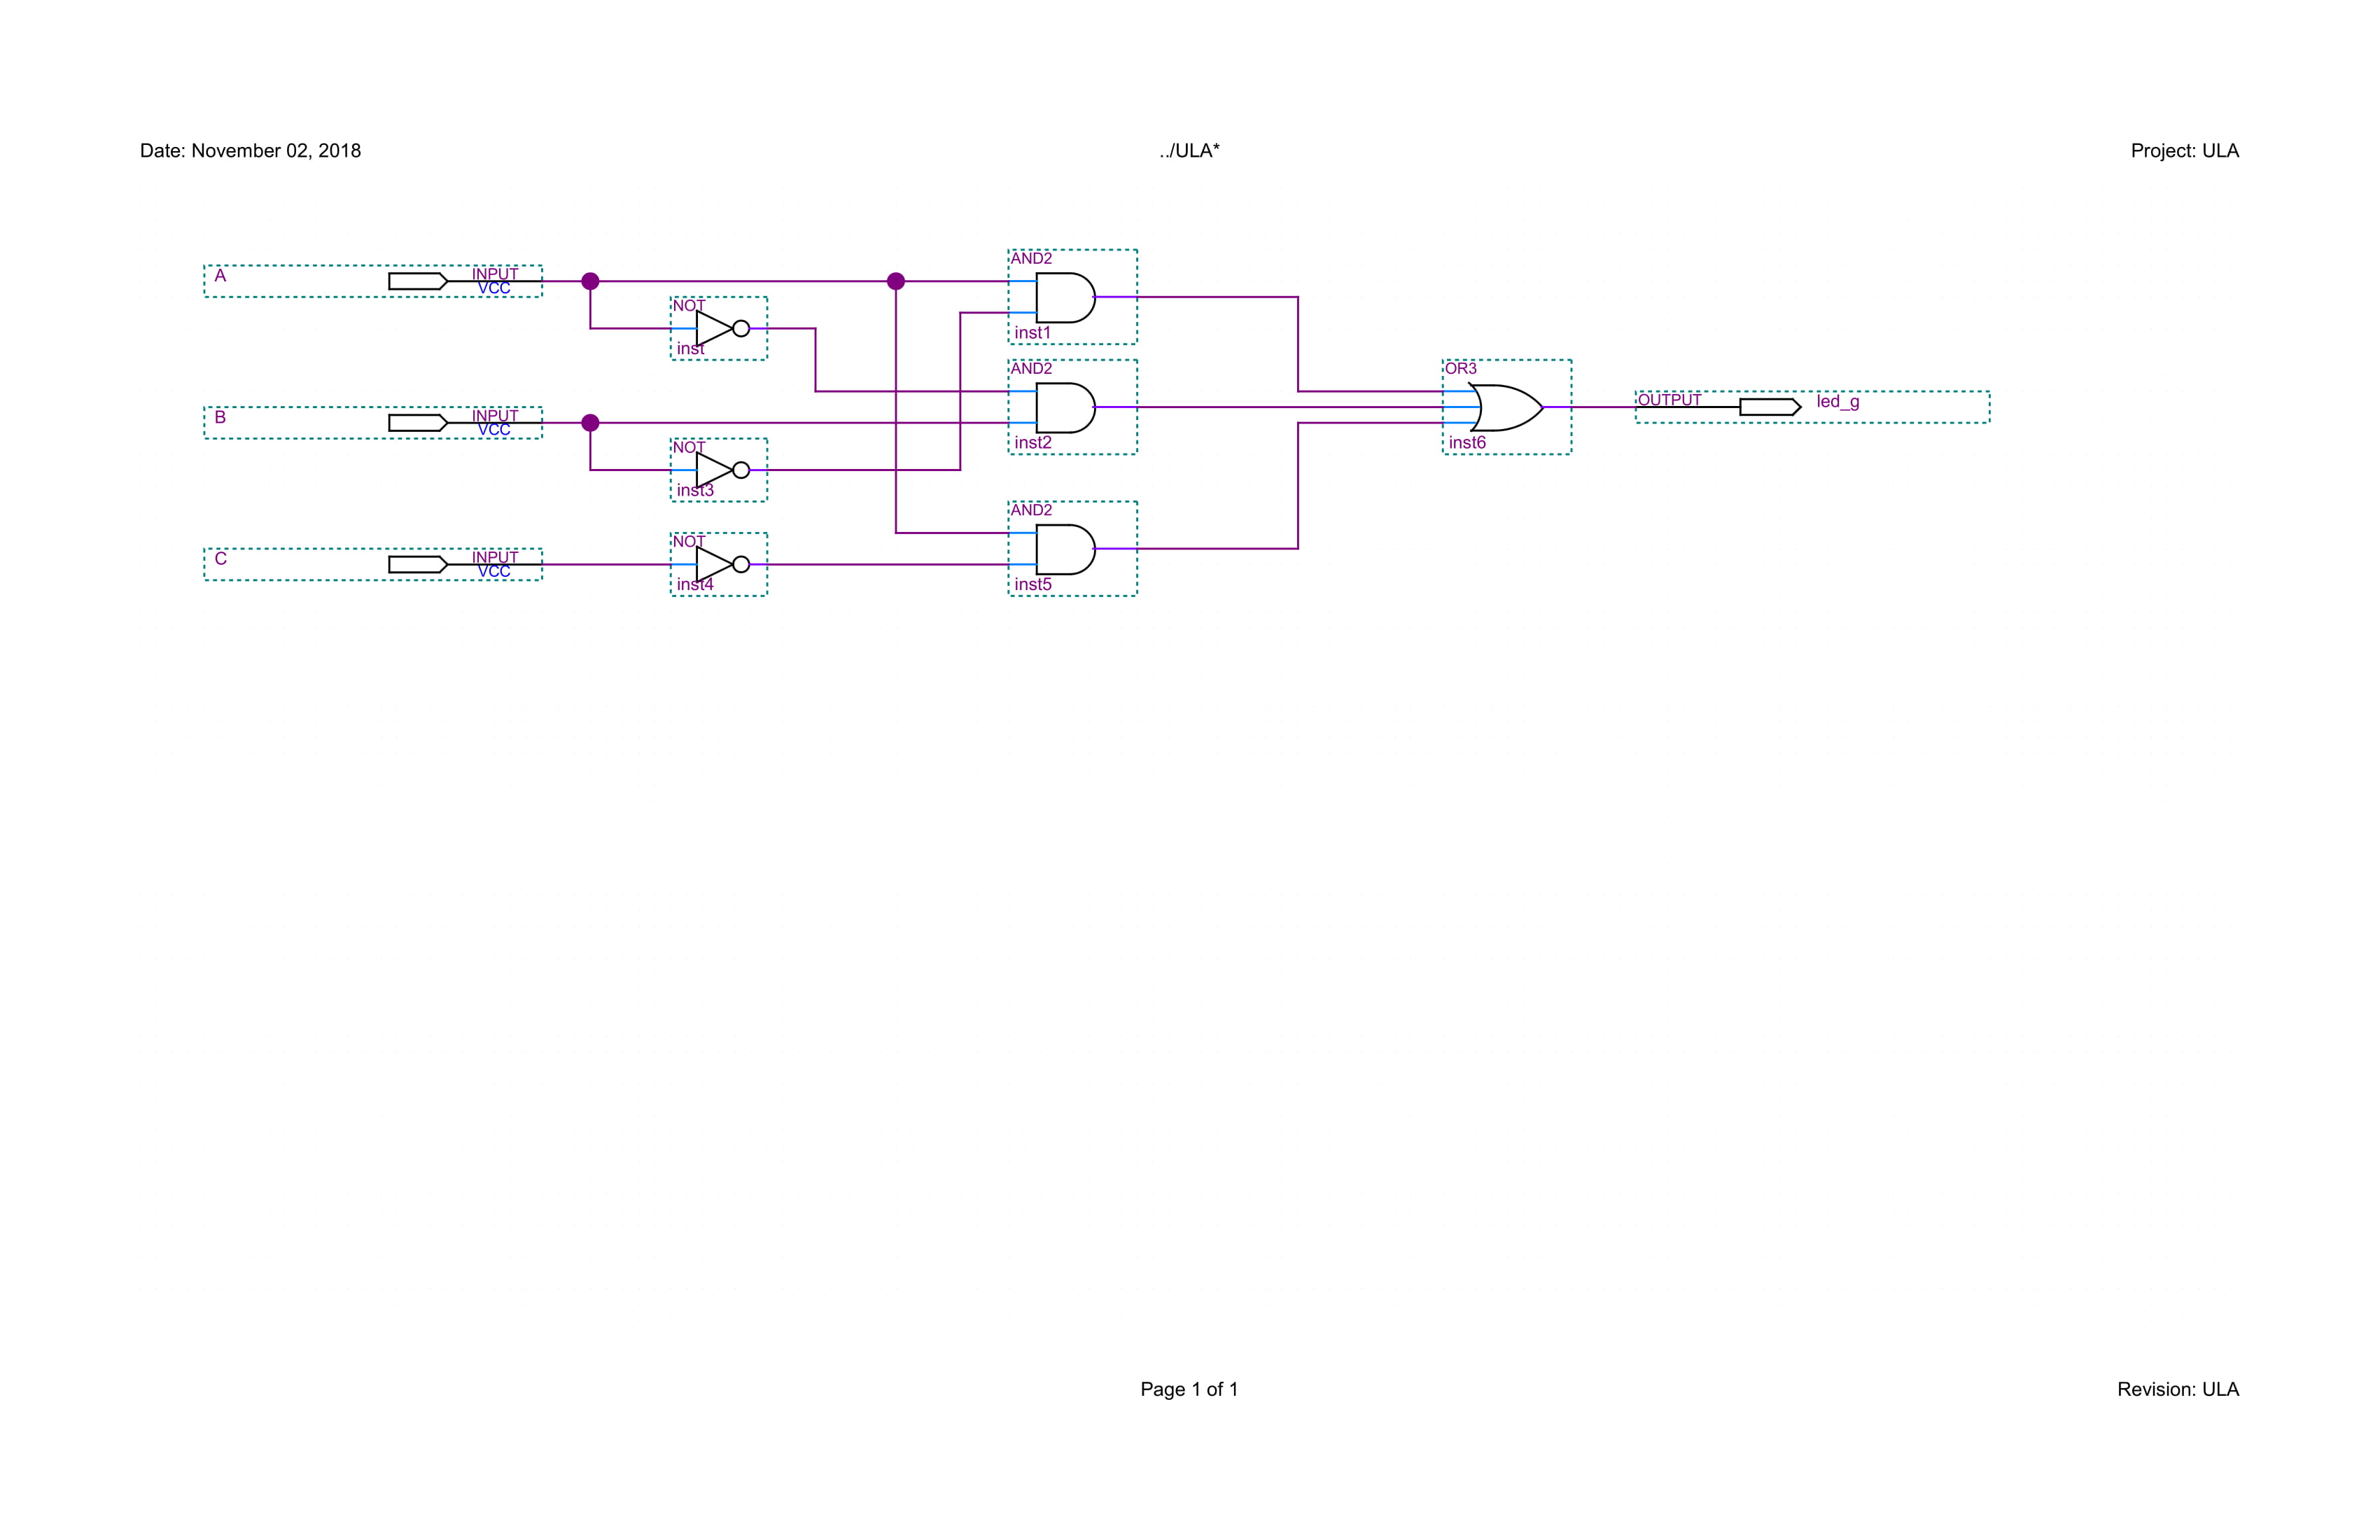 Date: November 02, 2018
../ULA*
Project: ULA
A
INPUT
VCC
NOT
inst
AND2
inst1
B
INPUT
VCC
NOT
inst3
AND2
inst2
C
INPUT
VCC
NOT
inst4
AND2
inst5
OR3
inst6
OUTPUT
led_g
Page 1 of 1
Revision: ULA